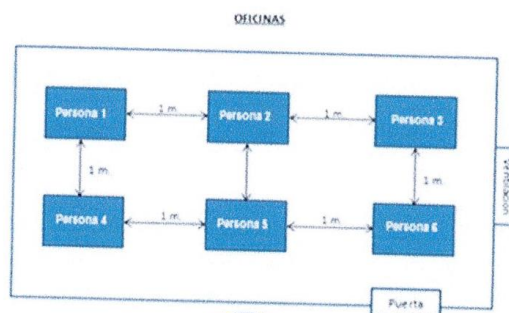 OFICINAS
Persona 1
1 m.
Persona 2
1 m.
Persona 3
1 m.
1 m.
Persona 4
1 m.
Persona 5
1 m.
Persona 6
Ventilación
Puerta